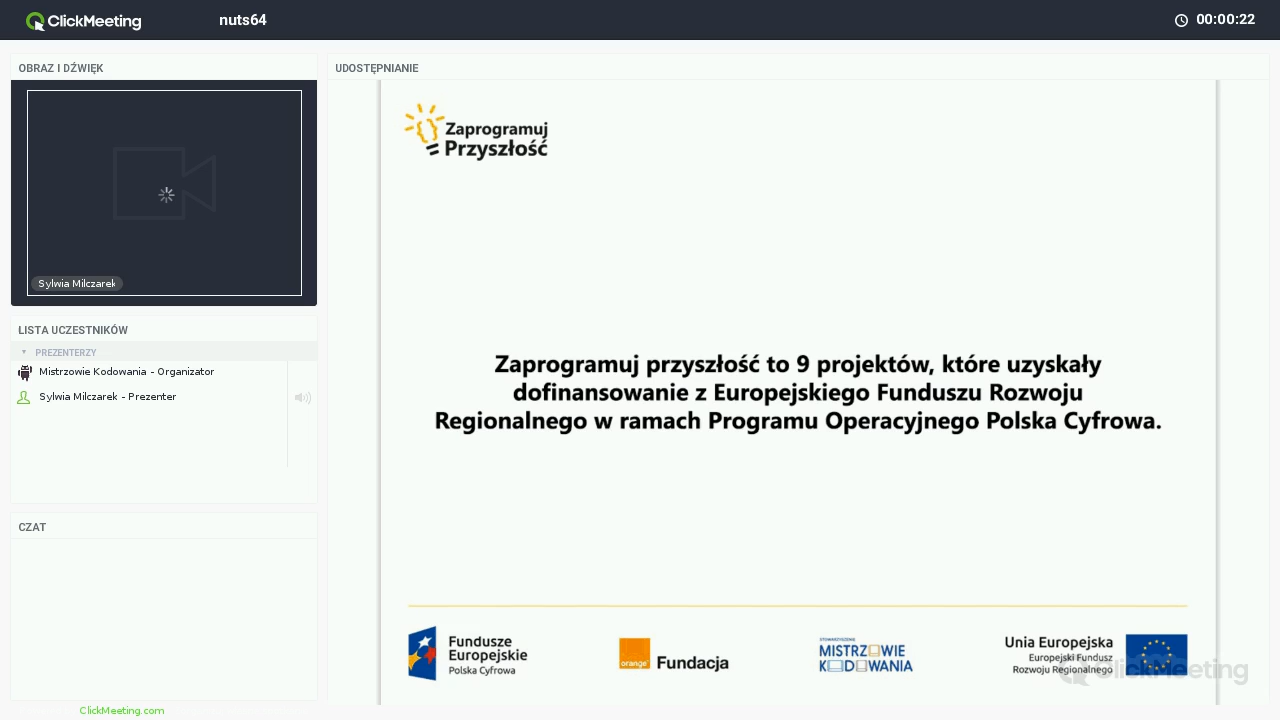 ClickMeeting
nuts64
00:00:22
OBRAZ I DŹWIĘK
Sylwia Milczarek
LISTA UCZESTNIKÓW
PREZENTERZY
Mistrzowie Kodowania - Organizator
Sylwia Milczarek - Prezenter
CZAT
ClickMeeting.com
UDOSTĘPNIANIE
Zaprogramuj
Przyszłość
Zaprogramuj przyszłość to 9 projektów, które uzyskały
dofinansowanie z Europejskiego Funduszu Rozwoju
Regionalnego w ramach Programu Operacyjnego Polska Cyfrowa.
Fundusze
Europejskie
Polska Cyfrowa
orange
Fundacja
STOWARZYSZENIE
MISTRZOWIE
KODOWANIA
Unia Europejska
Europejski Fundusz
Rozwoju Regionalnego
ClickMeeting